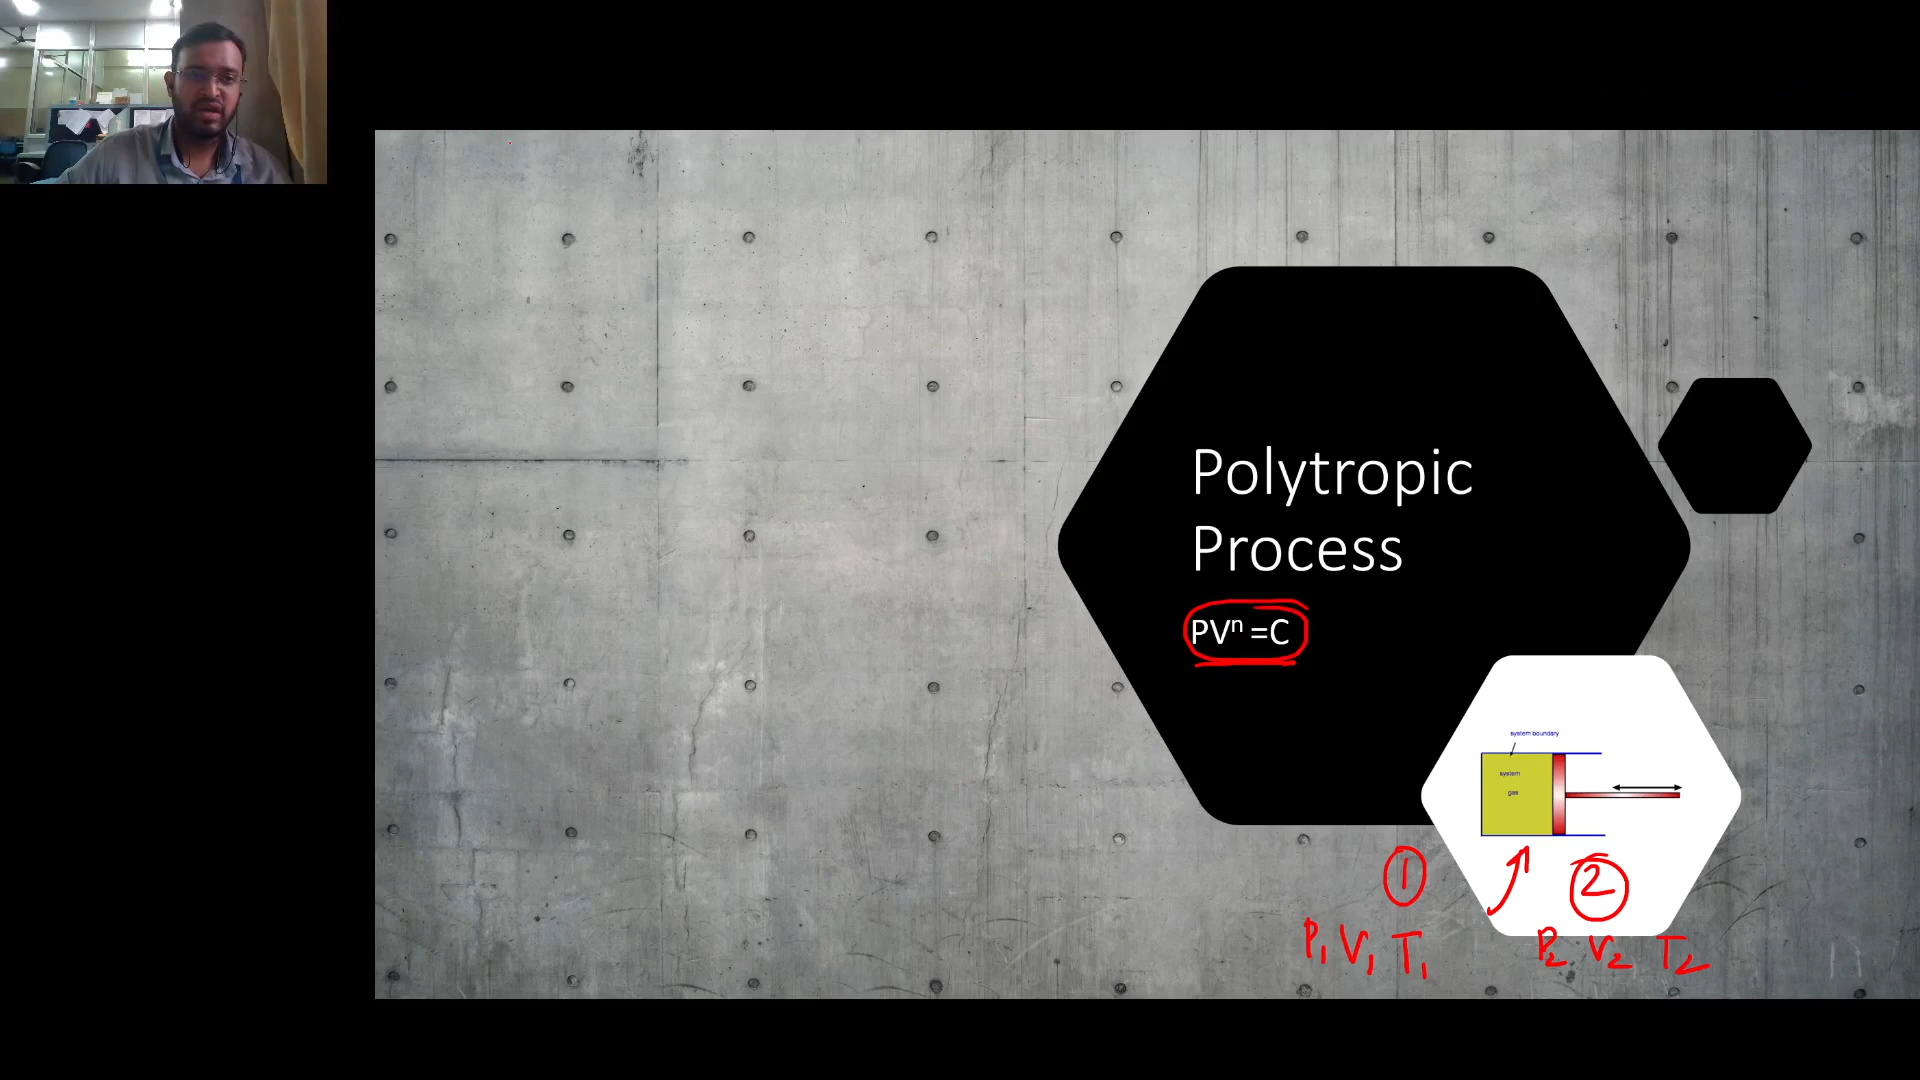 Polytropic
Process
PVⁿ =C
system boundary
system
gas
1
2
P₁ V₁ T₁
P₂ V₂ T₂